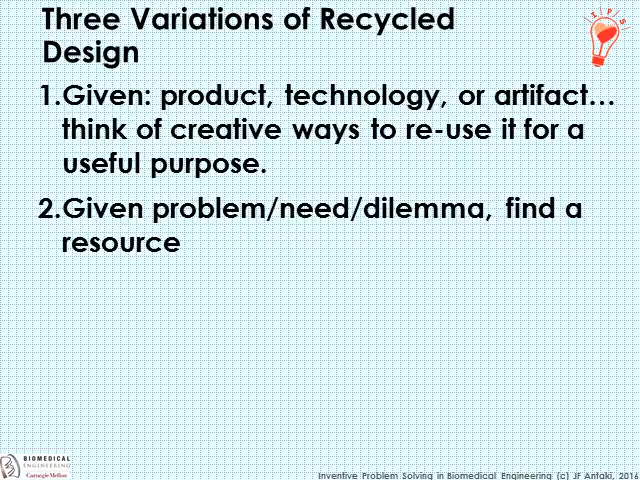 Three Variations of Recycled
Design
I P S
1.Given: product, technology, or artifact…
think of creative ways to re-use it for a
useful purpose.
2.Given problem/need/dilemma, find a
resource
BIOMEDICAL
ENGINEERING
Carnegie Mellon
Inventive Problem Solving in Biomedical Engineering (c) JF Antaki, 2016